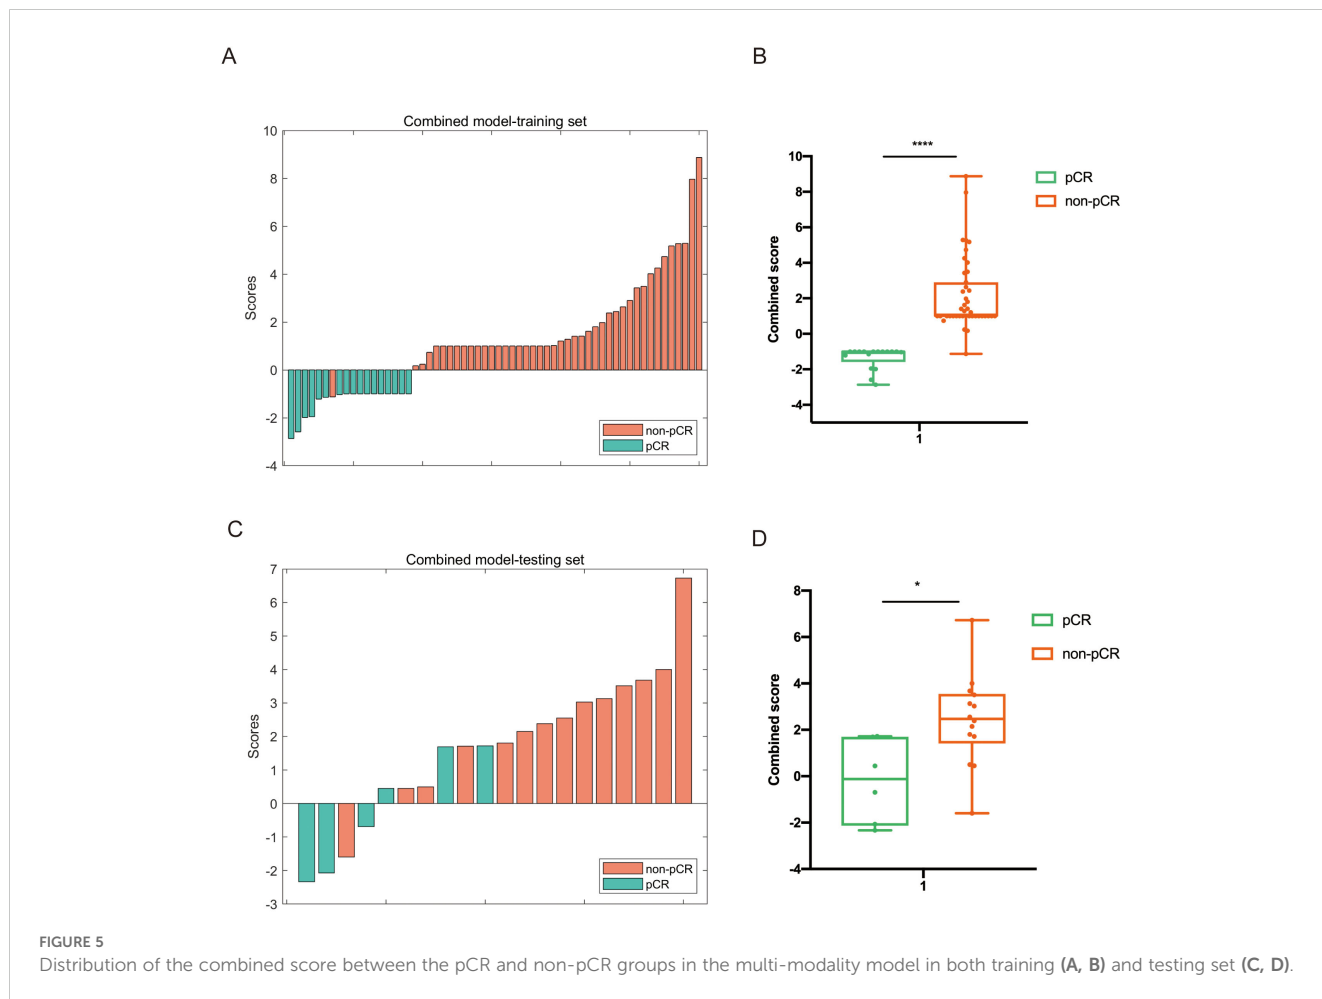 A
Combined model-training set
10
8
6
4
2
0
-2
-4
Scores
non-pCR
pCR
B
****
10
8
6
4
2
0
-2
-4
Combined score
1
pCR
non-pCR
C
Combined model-testing set
7
6
5
4
3
2
1
0
-1
-2
-3
Scores
non-pCR
pCR
D
*
8
6
4
2
0
-2
-4
Combined score
1
pCR
non-pCR
FIGURE 5
Distribution of the combined score between the pCR and non-pCR groups in the multi-modality model in both training (A, B) and testing set (C, D).